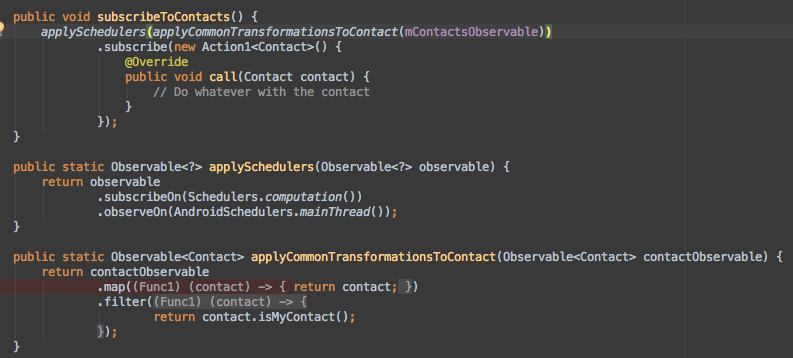 public void subscribeToContacts() {
    applySchedulers(applyCommonTransformationsToContact(mContactsObservable))
            .subscribe(new Action1<Contact>() {
                @Override
                public void call(Contact contact) {
                    // Do whatever with the contact
                }
            });
}

public static Observable<?> applySchedulers(Observable<?> observable) {
    return observable
            .subscribeOn(Schedulers.computation())
            .observeOn(AndroidSchedulers.mainThread());
}

public static Observable<Contact> applyCommonTransformationsToContact(Observable<Contact> contactObservable) {
    return contactObservable
            .map((Func1) (contact) -> { return contact; })
            .filter((Func1) (contact) -> {
                    return contact.isMyContact();
            });
}